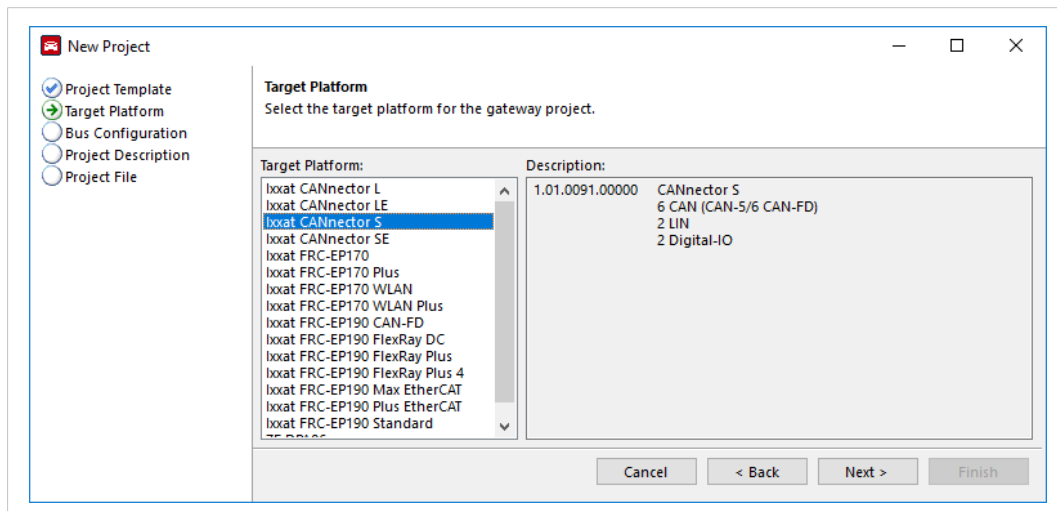 New Project
Project Template
Target Platform
Bus Configuration
Project Description
Project File
Target Platform
Select the target platform for the gateway project.
Target Platform:
Ixxat CANnector L
Ixxat CANnector LE
Ixxat CANnector S
Ixxat CANnector SE
Ixxat FRC-EP170
Ixxat FRC-EP170 Plus
Ixxat FRC-EP170 WLAN
Ixxat FRC-EP170 WLAN Plus
Ixxat FRC-EP190 CAN-FD
Ixxat FRC-EP190 FlexRay DC
Ixxat FRC-EP190 FlexRay Plus
Ixxat FRC-EP190 FlexRay Plus 4
Ixxat FRC-EP190 Max EtherCAT
Ixxat FRC-EP190 Plus EtherCAT
Ixxat FRC-EP190 Standard
Description:
1.01.0091.00000 CANnector S
6 CAN (CAN-5/6 CAN-FD)
2 LIN
2 Digital-IO
Cancel
< Back
Next >
Finish